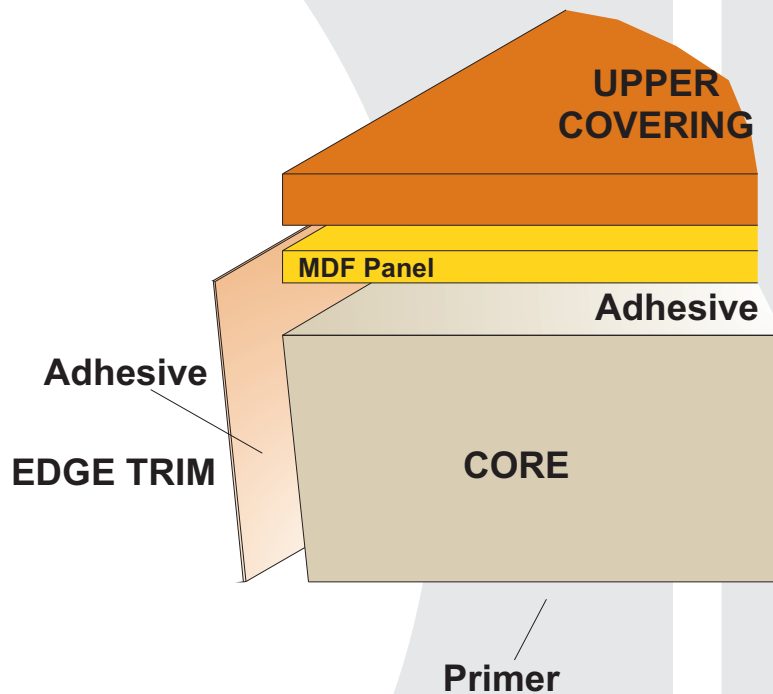 UPPER
COVERING
MDF Panel
Adhesive
Adhesive
EDGE TRIM
CORE
Primer